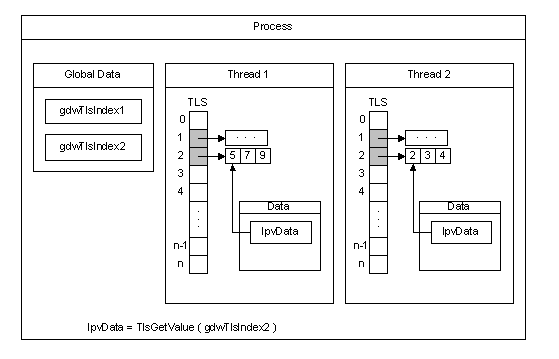 Process
Global Data
gdwTlsIndex1
gdwTlsIndex2
Thread 1
TLS
0
1
2
3
4
n-1
n
. . .
5 7 9
Data
lpvData
Thread 2
TLS
0
1
2
3
4
n-1
n
. . .
2 3 4
Data
lpvData
lpvData = TlsGetValue ( gdwTlsIndex2 )